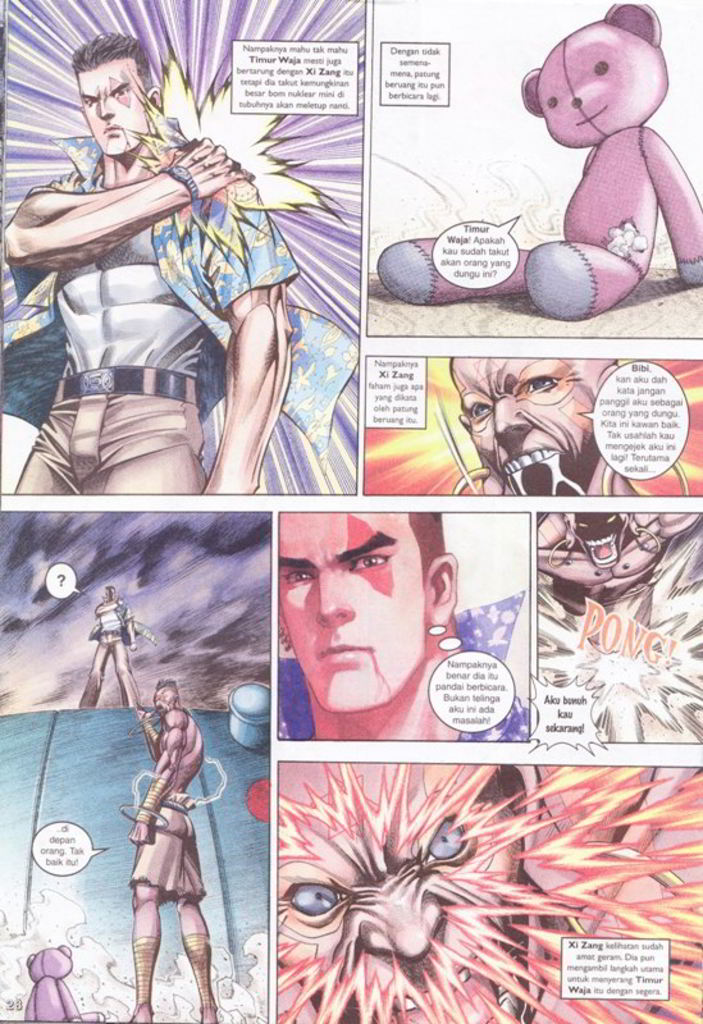 Nampaknya mahu tak mahu
Timur Waja mesti juga
bertarung dengan Xi Zang itu
tetapi dia takut kemungkinan
besar bom nuklear mini di
tubuhnya akan meletup nanti.
Dengan tidak
semena-
mena, patung
beruang itu pun
berbicara lagi.
Timur
Waja! Apakah
kau sudah takut
akan orang yang
dungu ini?
Nampaknya
Xi Zang
faham juga apa
yang dikata
oleh patung
beruang itu.
Bibi,
kan aku dah
kata jangan
panggil aku sebagai
orang yang dungu.
Kita ini kawan baik.
Tak usahlah kau
mengejek aku ini
lagi! Terutama
sekali...
?
..di
depan
orang. Tak
baik itu!
Nampaknya
benar dia itu
pandai berbicara.
Bukan telinga
aku ini ada
masalah!
PONG!
Aku bunuh
kau
sekarang!
Xi Zang kelihatan sudah
amat geram. Dia pun
mengambil langkah utama
untuk menyerang Timur
Waja itu dengan segera.
28